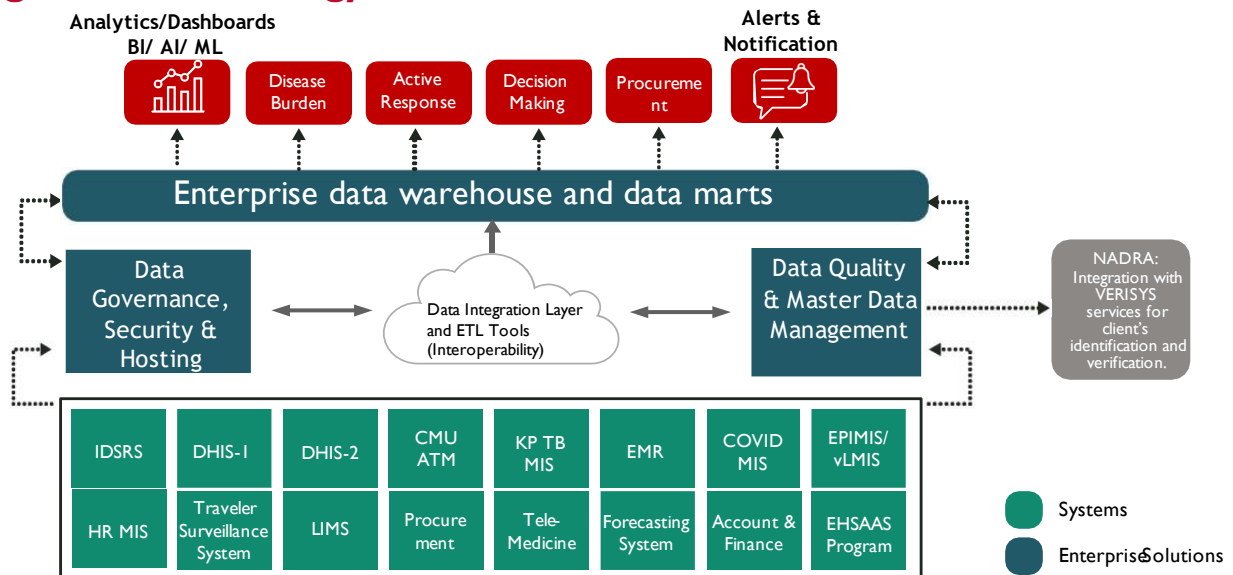 Analytics/Dashboards
BI/ AI/ ML
Alerts &
Notification
Disease
Burden
Active
Response
Decision
Making
Procureme
nt
Enterprise data warehouse and data marts
Data
Governance,
Security &
Hosting
Data Integration Layer
and ETL Tools
(Interoperability)
Data Quality
& Master Data
Management
NADRA:
Integration with
VERISYS
services for
client's
identification and
verification.
IDSRS
DHIS-1
DHIS-2
CMU
ATM
KP TB
MIS
EMR
COVID
MIS
EPIMIS/
vLMIS
HR MIS
Traveler
Surveillance
System
LIMS
Procure
ment
Tele-
Medicine
Forecasting
System
Account &
Finance
EHSAAS
Program
Systems
Enterprise Solutions